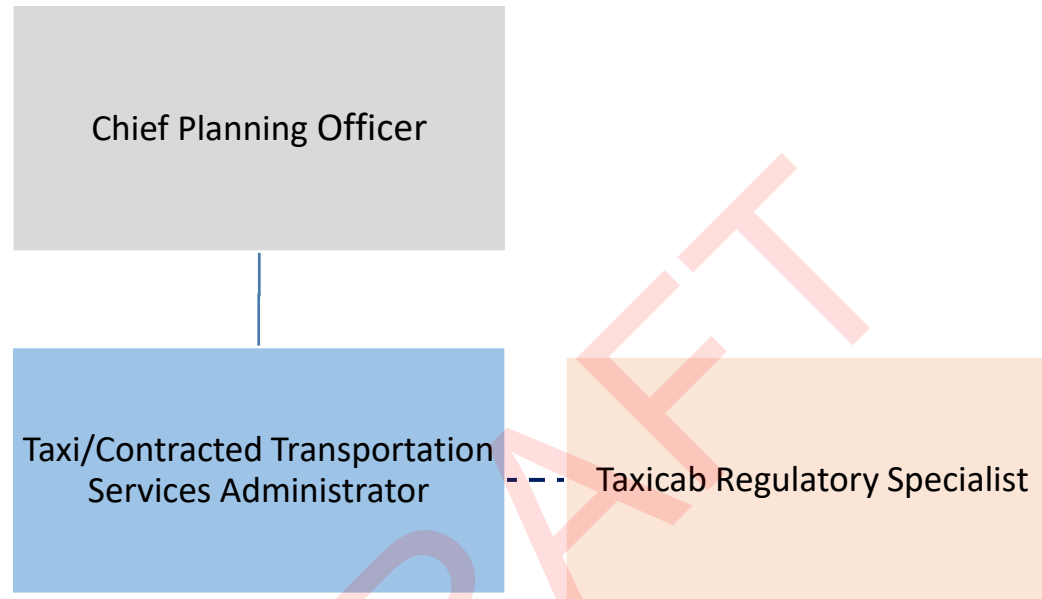 Chief Planning Officer
Taxi/Contracted Transportation
Services Administrator
Taxicab Regulatory Specialist
DRAFT